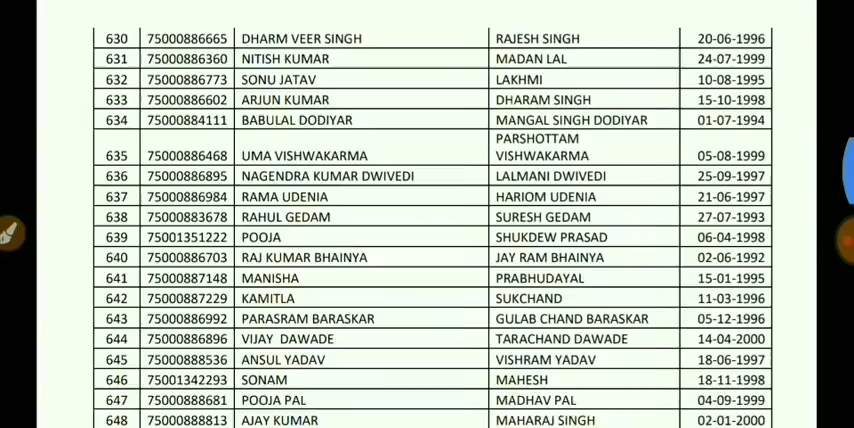 630 75000886665 DHARM VEER SINGH RAJESH SINGH 20-06-1996
631 75000886360 NITISH KUMAR MADAN LAL 24-07-1999
632 75000886773 SONU JATAV LAKHMI 10-08-1995
633 75000886602 ARJUN KUMAR DHARAM SINGH 15-10-1998
634 75000884111 BABULAL DODIYAR MANGAL SINGH DODIYAR 01-07-1994
PARSHOTTAM
635 75000886468 UMA VISHWAKARMA VISHWAKARMA 05-08-1999
636 75000886895 NAGENDRA KUMAR DWIVEDI LALMANI DWIVEDI 25-09-1997
637 75000886984 RAMA UDENIA HARIOM UDENIA 21-06-1997
638 75000883678 RAHUL GEDAM SURESH GEDAM 27-07-1993
639 75001351222 POOJA SHUKDEW PRASAD 06-04-1998
640 75000886703 RAJ KUMAR BHAINYA JAY RAM BHAINYA 02-06-1992
641 75000887148 MANISHA PRABHUDAYAL 15-01-1995
642 75000887229 KAMITLA SUKCHAND 11-03-1996
643 75000886992 PARASRAM BARASKAR GULAB CHAND BARASKAR 05-12-1996
644 75000886896 VIJAY DAWADE TARACHAND DAWADE 14-04-2000
645 75000888536 ANSUL YADAV VISHRAM YADAV 18-06-1997
646 75001342293 SONAM MAHESH 18-11-1998
647 75000888681 POOJA PAL MADHAV PAL 04-09-1999
648 75000888813 AJAY KUMAR MAHARAJ SINGH 02-01-2000